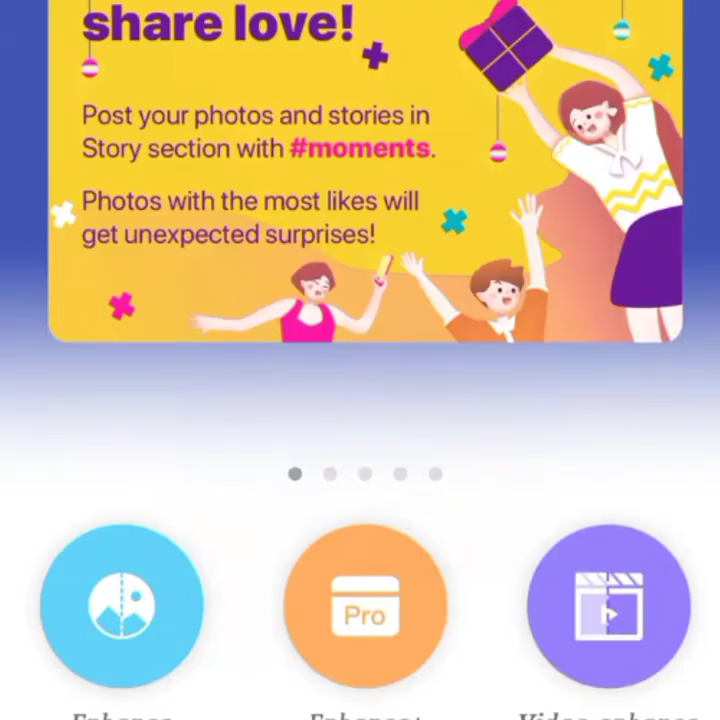 share love!
Post your photos and stories in
Story section with #moments.
Photos with the most likes will
get unexpected surprises!
Pro